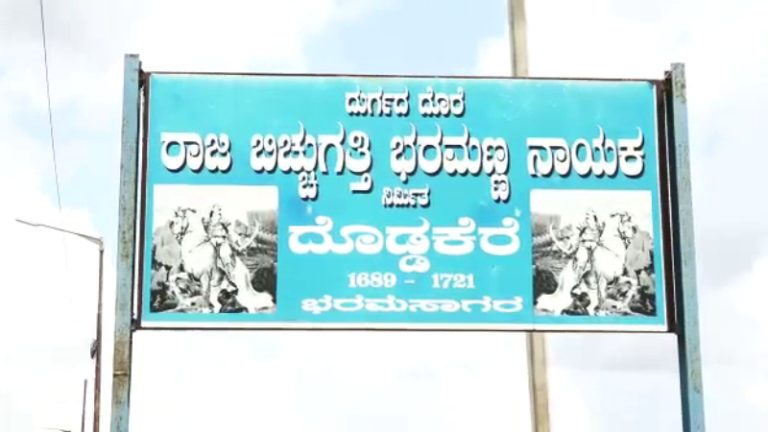 ದುರ್ಗದ ದೊರೆ
ರಾಜ ಬಿಚ್ಚುಗತ್ತಿ ಭರಮಣ್ಣ ನಾಯಕ
ನಿರ್ಮಿತ
ದೊಡ್ಡಕೆರೆ
1689 - 1721
ಭರಮಸಾಗರ